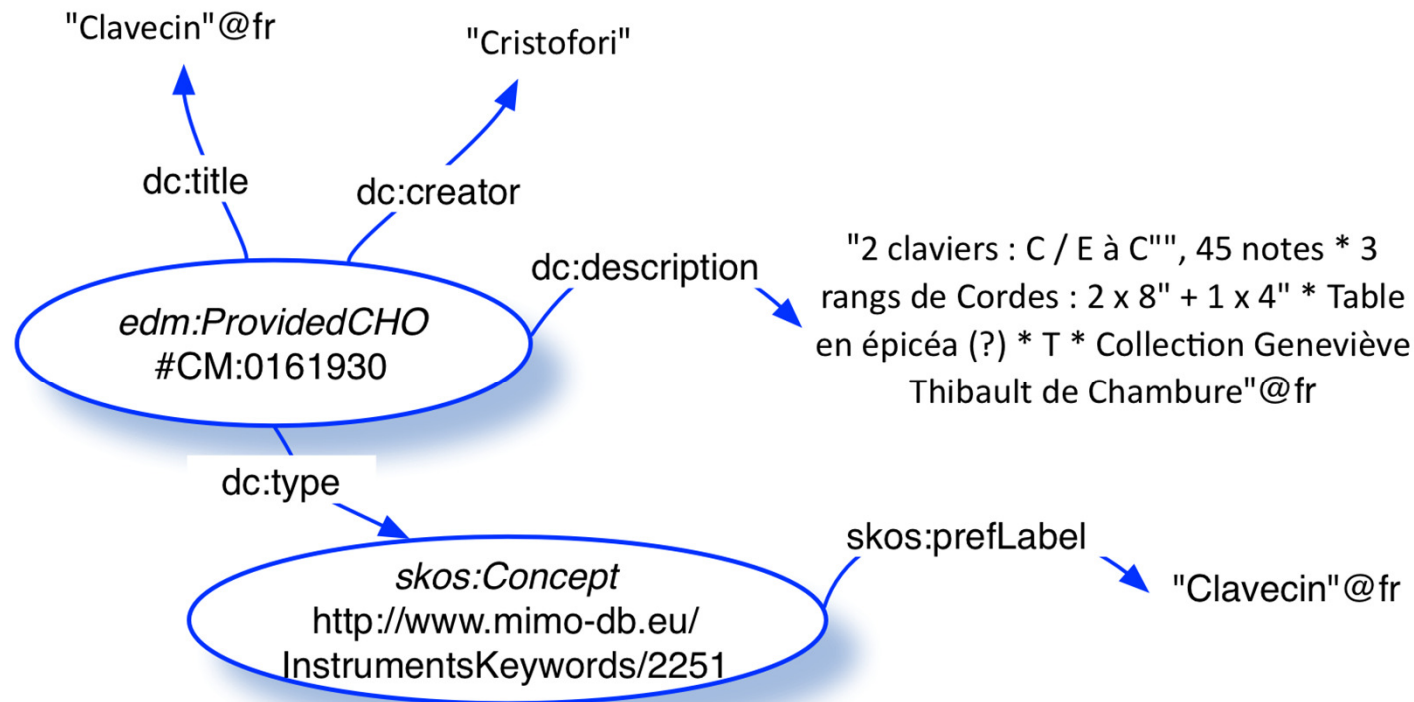 "Clavecin"@fr
"Cristofori"
dc:title
dc:creator
edm:ProvidedCHO
#CM:0161930
dc:description
"2 claviers : C / E à C"", 45 notes * 3
rangs de Cordes : 2 x 8" + 1 x 4" * Table
en épicéa (?) * T * Collection Geneviève
Thibault de Chambure"@fr
dc:type
skos:Concept
http://www.mimo-db.eu/
InstrumentsKeywords/2251
skos:prefLabel
"Clavecin"@fr